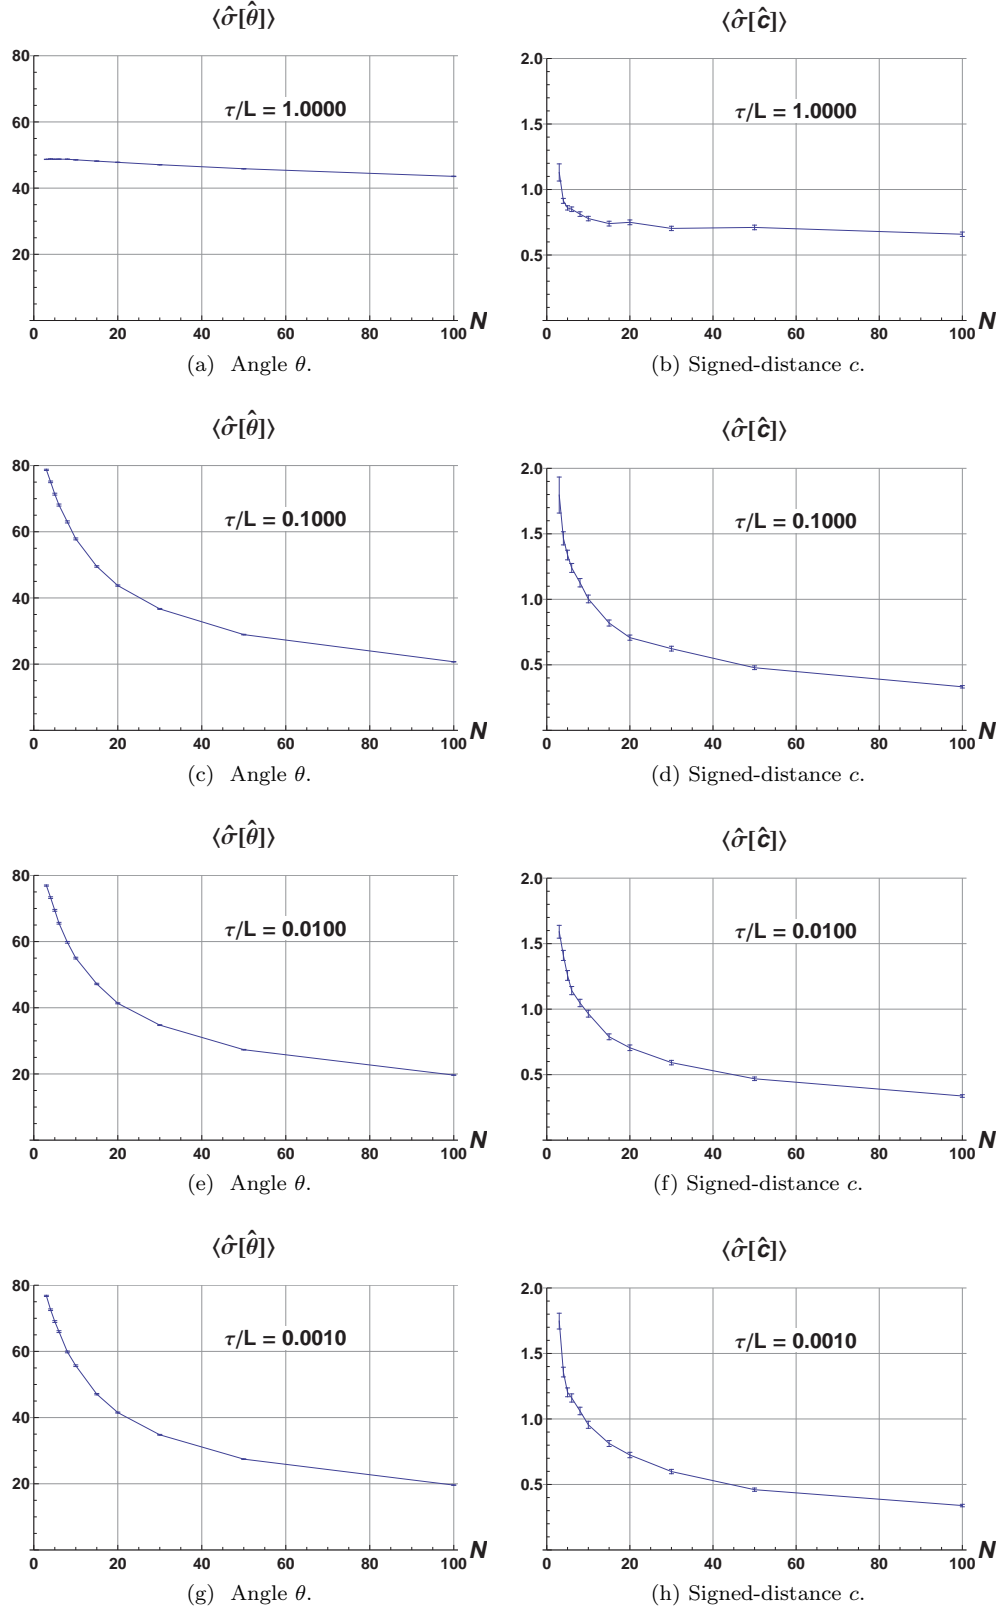 ⟨σ̂[θ̂]⟩
80
60
40
20
τ/L = 1.0000
0 20 40 60 80 100 N
(a) Angle θ.
⟨σ̂[ĉ]⟩
2.0
1.5
1.0
0.5
τ/L = 1.0000
0 20 40 60 80 100 N
(b) Signed-distance c.
⟨σ̂[θ̂]⟩
80
60
40
20
τ/L = 0.1000
0 20 40 60 80 100 N
(c) Angle θ.
⟨σ̂[ĉ]⟩
2.0
1.5
1.0
0.5
τ/L = 0.1000
0 20 40 60 80 100 N
(d) Signed-distance c.
⟨σ̂[θ̂]⟩
80
60
40
20
τ/L = 0.0100
0 20 40 60 80 100 N
(e) Angle θ.
⟨σ̂[ĉ]⟩
2.0
1.5
1.0
0.5
τ/L = 0.0100
0 20 40 60 80 100 N
(f) Signed-distance c.
⟨σ̂[θ̂]⟩
80
60
40
20
τ/L = 0.0010
0 20 40 60 80 100 N
(g) Angle θ.
⟨σ̂[ĉ]⟩
2.0
1.5
1.0
0.5
τ/L = 0.0010
0 20 40 60 80 100 N
(h) Signed-distance c.